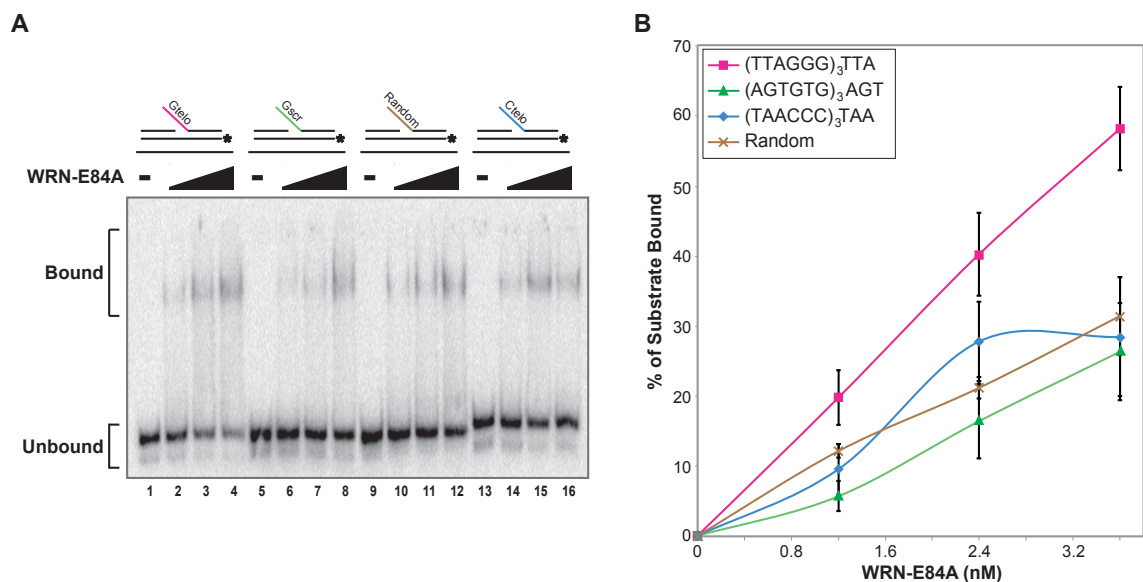 A
Gtelo
Gscr
Random
Ctelo
*
*
*
*
WRN-E84A
-
-
-
-
Bound
Unbound
1 2 3 4 5 6 7 8 9 10 11 12 13 14 15 16
B
70
60
50
40
30
20
10
0
% of Substrate Bound
(TTAGGG)3TTA
(AGTGTG)3AGT
(TAACCC)3TAA
Random
0 0.8 1.6 2.4 3.2
WRN-E84A (nM)